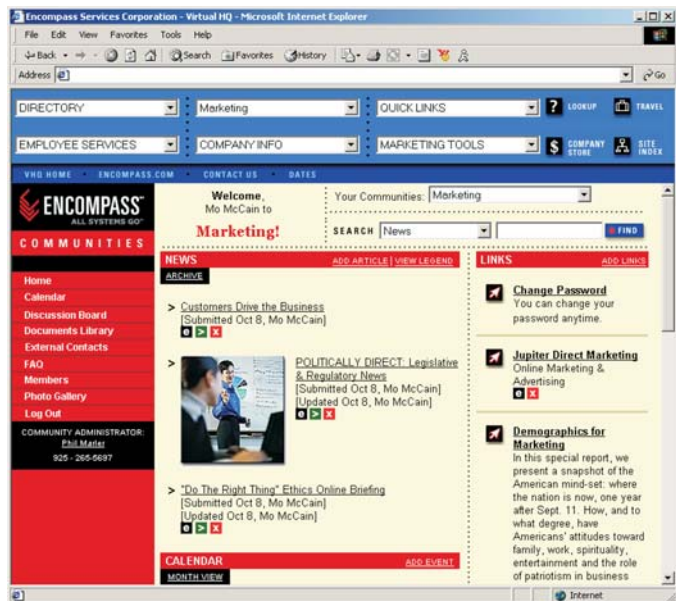 Encompass Services Corporation - Virtual HQ - Microsoft Internet Explorer
File Edit View Favorites Tools Help
Back Search Favorites History
Address Go
DIRECTORY Marketing QUICK LINKS ? LOOKUP TRAVEL
EMPLOYEE SERVICES COMPANY INFO MARKETING TOOLS $ COMPANY STORE SITE INDEX
VHQ HOME ENCOMPASS.COM CONTACT US DATES
ENCOMPASS
ALL SYSTEMS GO
COMMUNITIES
Home
Calendar
Discussion Board
Documents Library
External Contacts
FAQ
Members
Photo Gallery
Log Out
COMMUNITY ADMINISTRATOR:
Phil Marler
925 - 265-5697
Welcome,
Mo McCain to
Marketing!
Your Communities: Marketing
SEARCH News FIND
NEWS ADD ARTICLE | VIEW LEGEND
ARCHIVE
> Customers Drive the Business
[Submitted Oct 8, Mo McCain]
e > x
> POLITICALLY DIRECT: Legislative
& Regulatory News
[Submitted Oct 8, Mo McCain]
[Updated Oct 8, Mo McCain]
e > x
> "Do The Right Thing" Ethics Online Briefing
[Submitted Oct 8, Mo McCain]
[Updated Oct 8, Mo McCain]
e > x
CALENDAR ADD EVENT
MONTH VIEW
LINKS ADD LINKS
Change Password
You can change your
password anytime.
Jupiter Direct Marketing
Online Marketing &
Advertising
e x
Demographics for
Marketing
In this special report, we
present a snapshot of the
American mind-set: where
the nation is now, one year
after Sept. 11. How, and to
what degree, have
Americans' attitudes toward
family, work, spirituality,
entertainment and the role
of patriotism in business
Internet